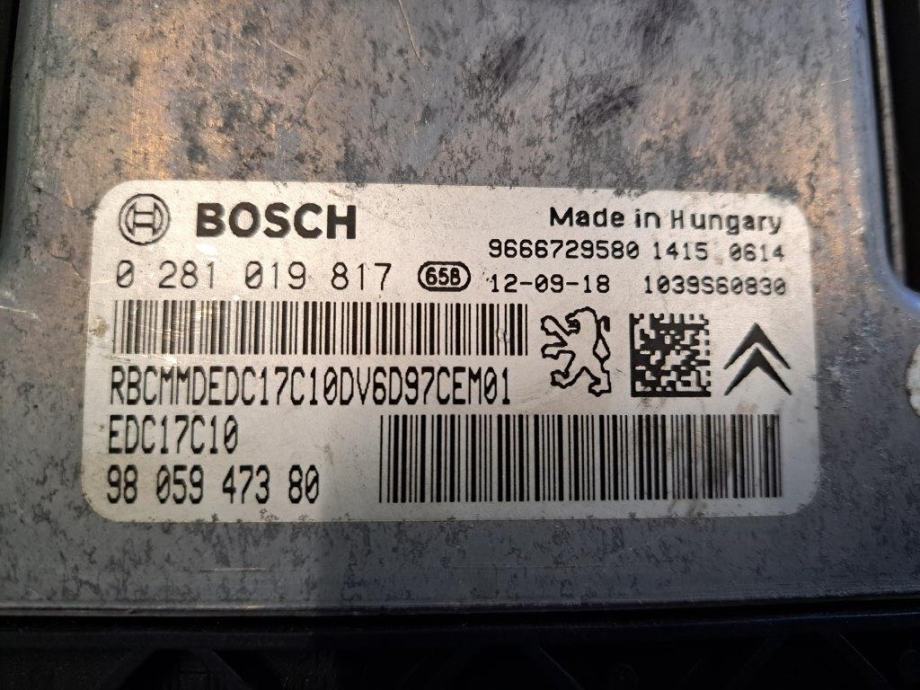 BOSCH
Made in Hungary
9666729580 1415 0614
0 281 019 817 658 12-09-18 1039S60830
RBCMMDEDC17C10DV6D97CEM01
EDC17C10
98 059 473 80